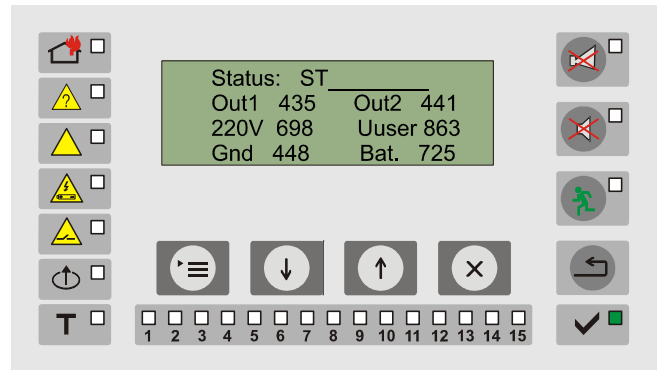 Status: ST__________
Out1 435 Out2 441
220V 698 Uuser 863
Gnd 448 Bat. 725
?
T
1 2 3 4 5 6 7 8 9 10 11 12 13 14 15